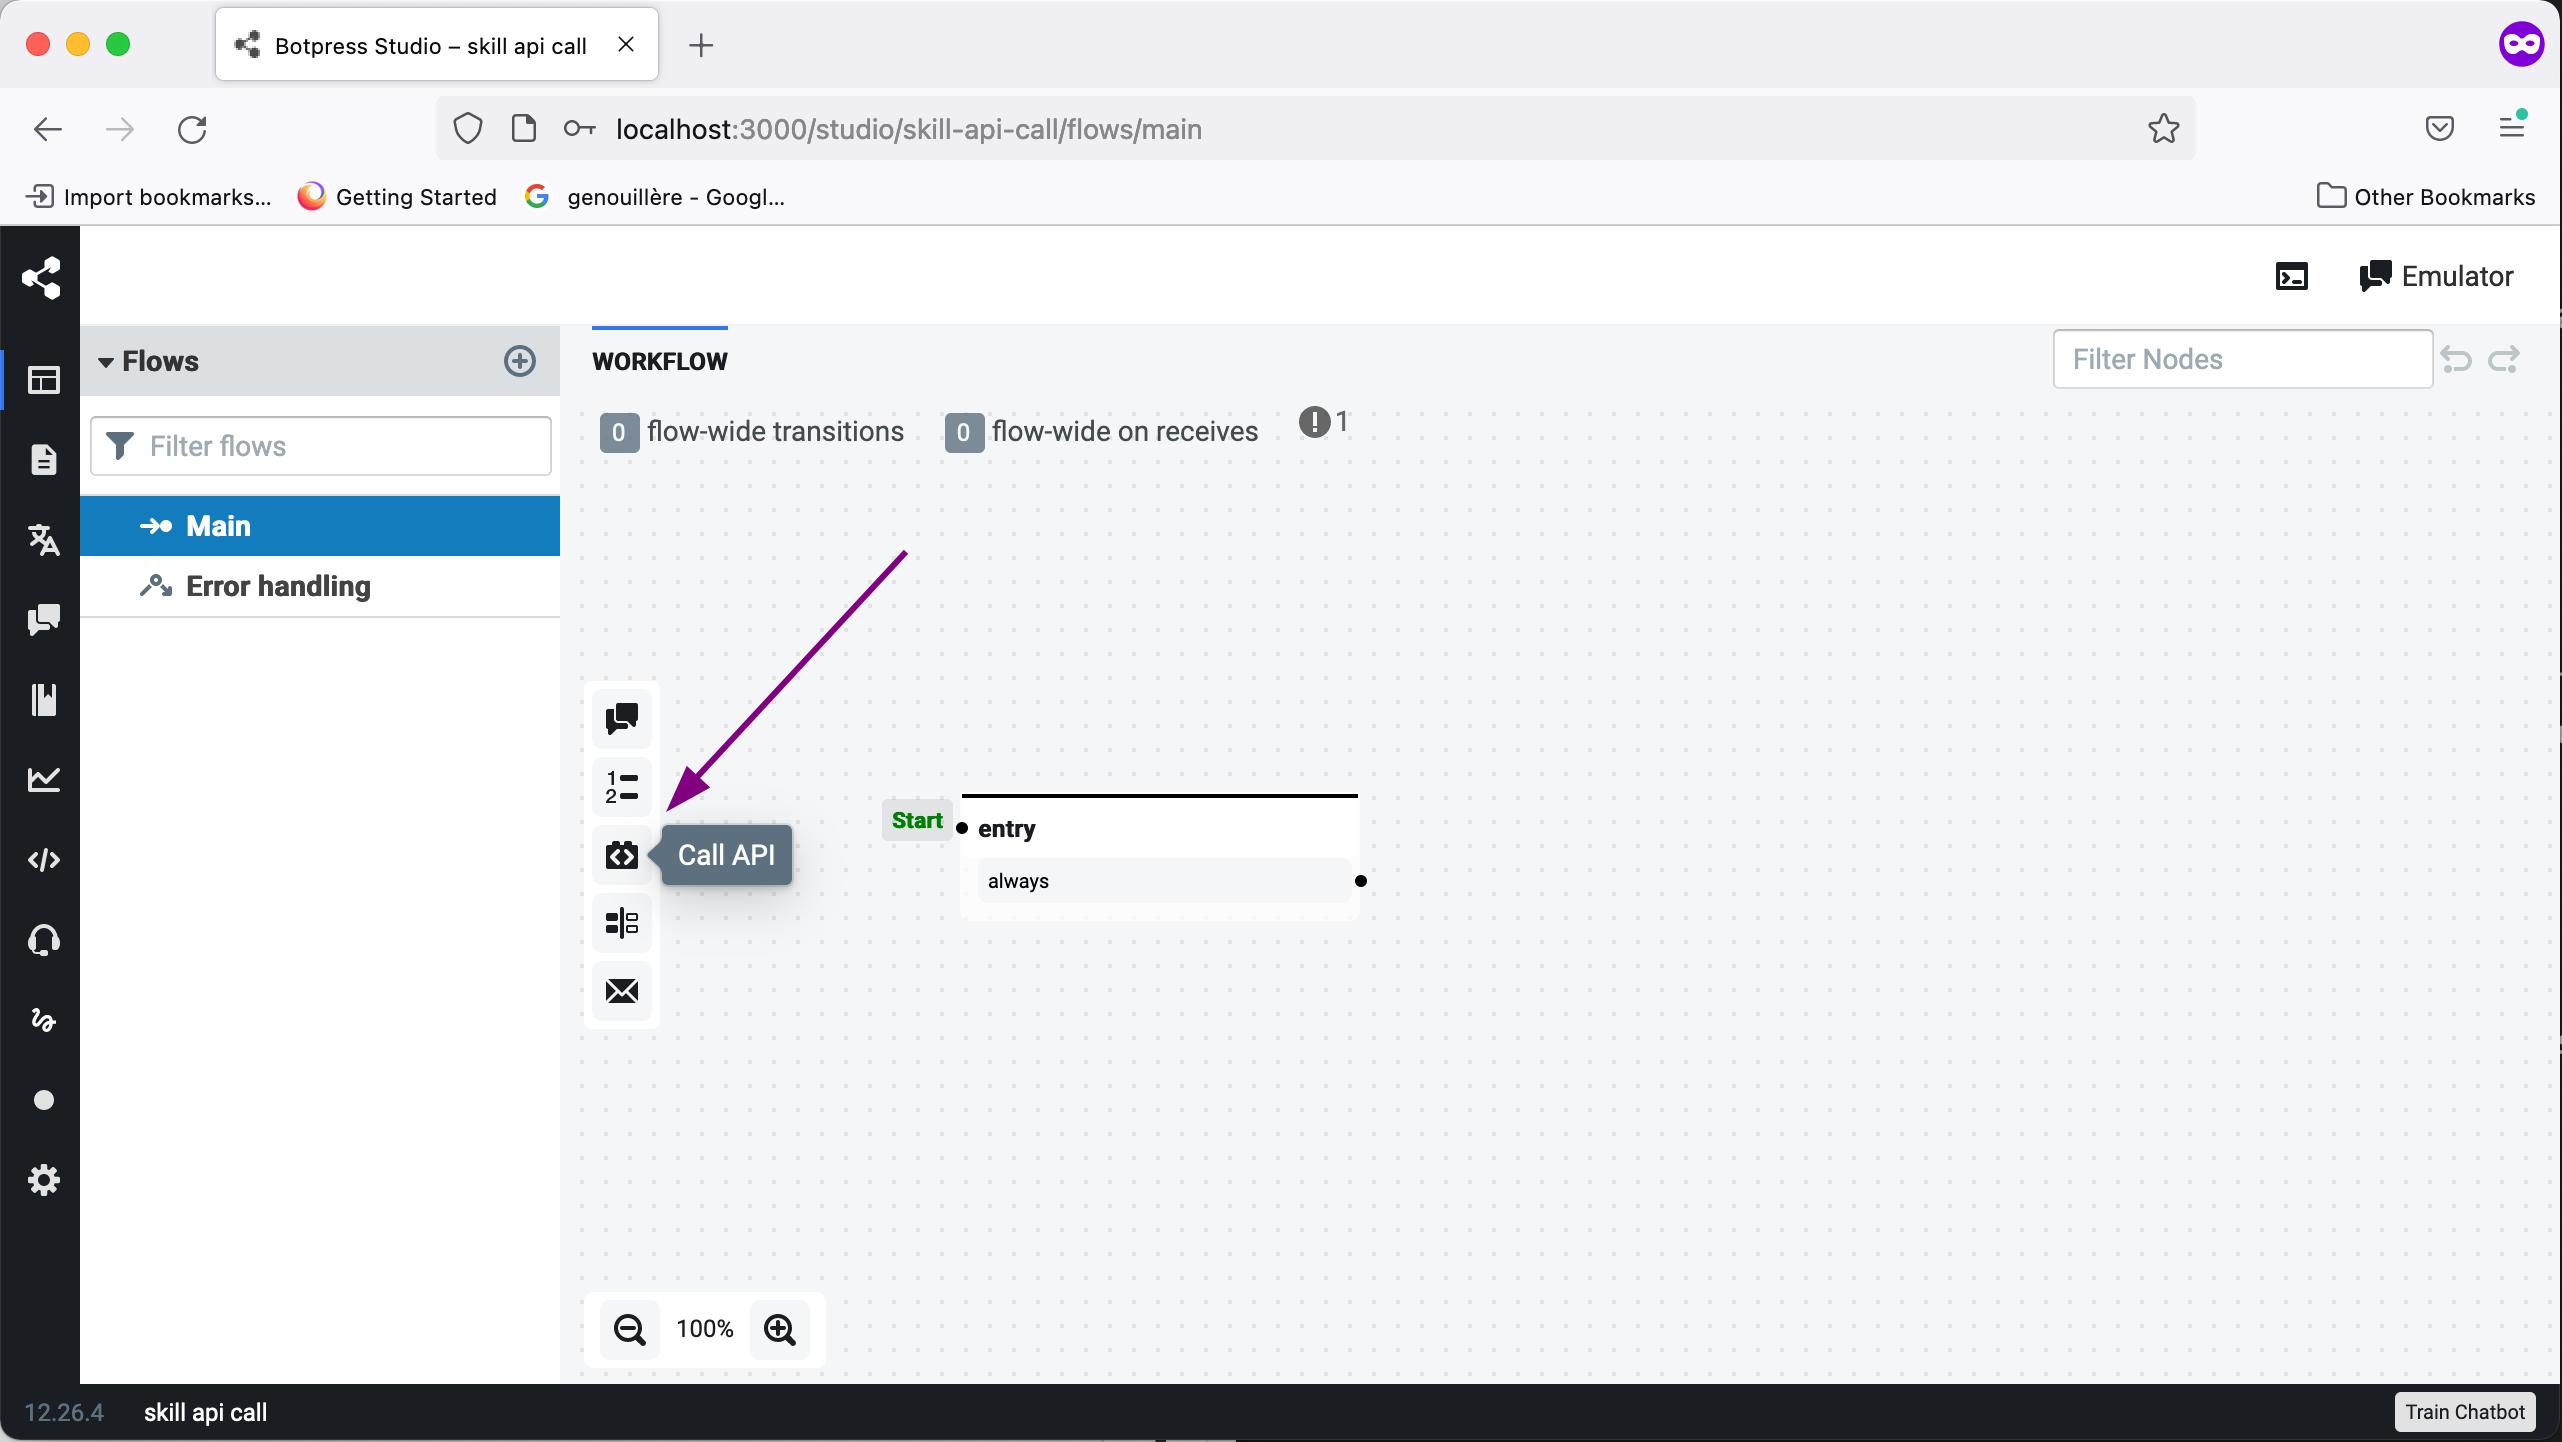 Botpress Studio – skill api call
localhost:3000/studio/skill-api-call/flows/main
Import bookmarks...
Getting Started
genouillère - Googl...
Other Bookmarks
Emulator
Flows
WORKFLOW
Filter Nodes
0 flow-wide transitions
0 flow-wide on receives
1
Filter flows
Main
Error handling
1
2
Call API
Start
entry
always
100%
12.26.4
skill api call
Train Chatbot